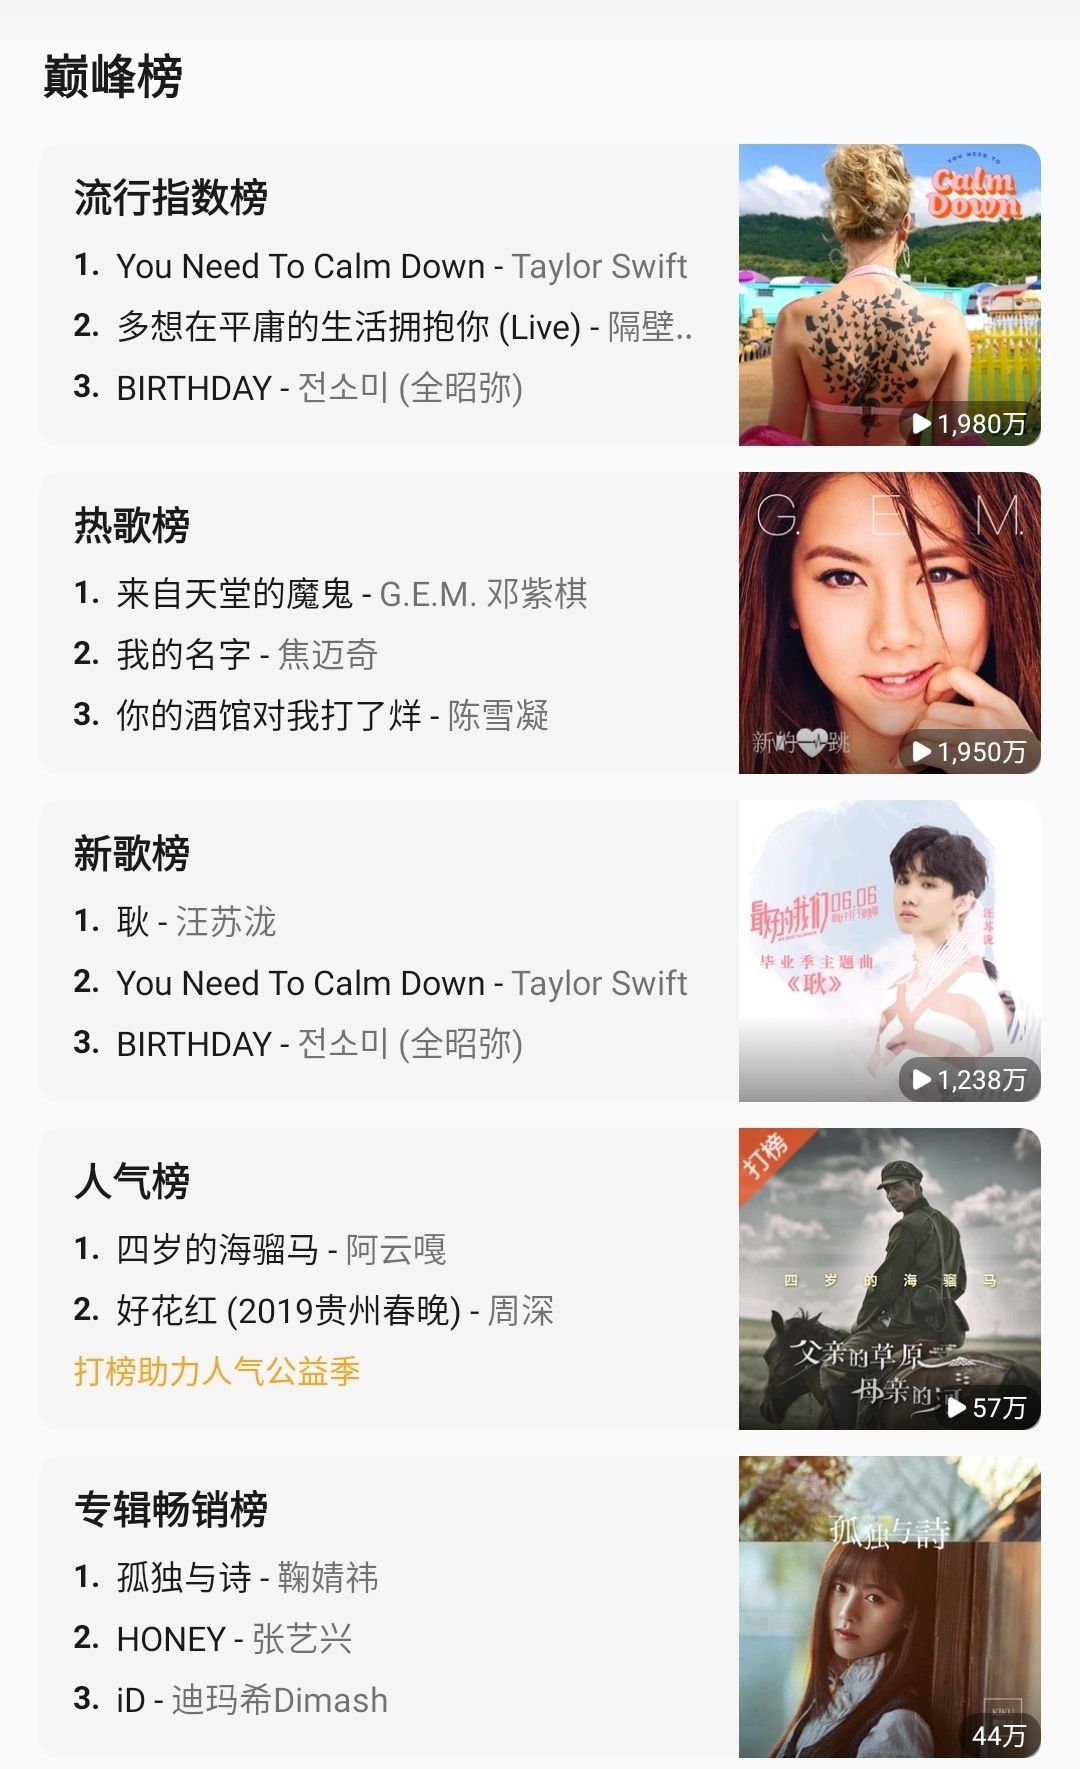 巅峰榜
流行指数榜
1. You Need To Calm Down - Taylor Swift
2. 多想在平庸的生活拥抱你 (Live) - 隔壁..
3. BIRTHDAY - 전소미 (全昭弥)
YOU NEED TO
Calm
Down
1,980万
热歌榜
1. 来自天堂的魔鬼 - G.E.M. 邓紫棋
2. 我的名字 - 焦迈奇
3. 你的酒馆对我打了烊 - 陈雪凝
G. E. M.
新的 跳
1,950万
新歌榜
1. 耿 - 汪苏泷
2. You Need To Calm Down - Taylor Swift
3. BIRTHDAY - 전소미 (全昭弥)
最好的我们 06.06
汪苏泷
毕业季主题曲
《耿》
1,238万
人气榜
1. 四岁的海骝马 - 阿云嘎
2. 好花红 (2019贵州春晚) - 周深
打榜助力人气公益季
打榜
四岁的海骝马
父亲的草原
母亲的河
57万
专辑畅销榜
1. 孤独与诗 - 鞠婧祎
2. HONEY - 张艺兴
3. iD - 迪玛希Dimash
孤独与詩
KIKU
44万